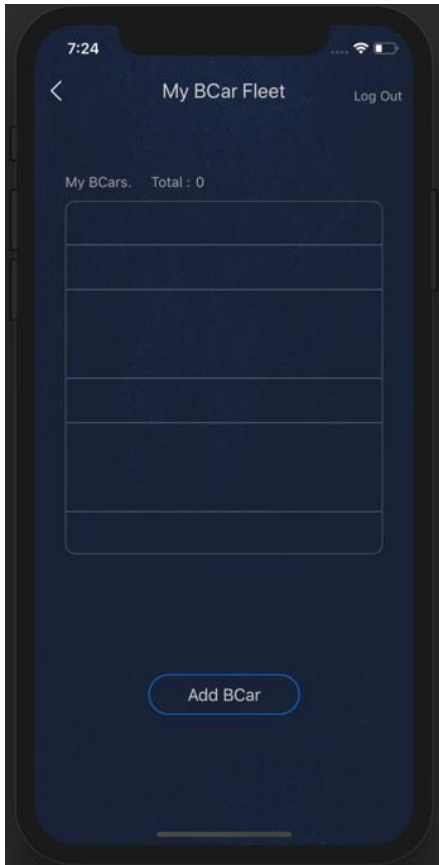 7:24
My BCar Fleet
Log Out
My BCars. Total : 0
Add BCar